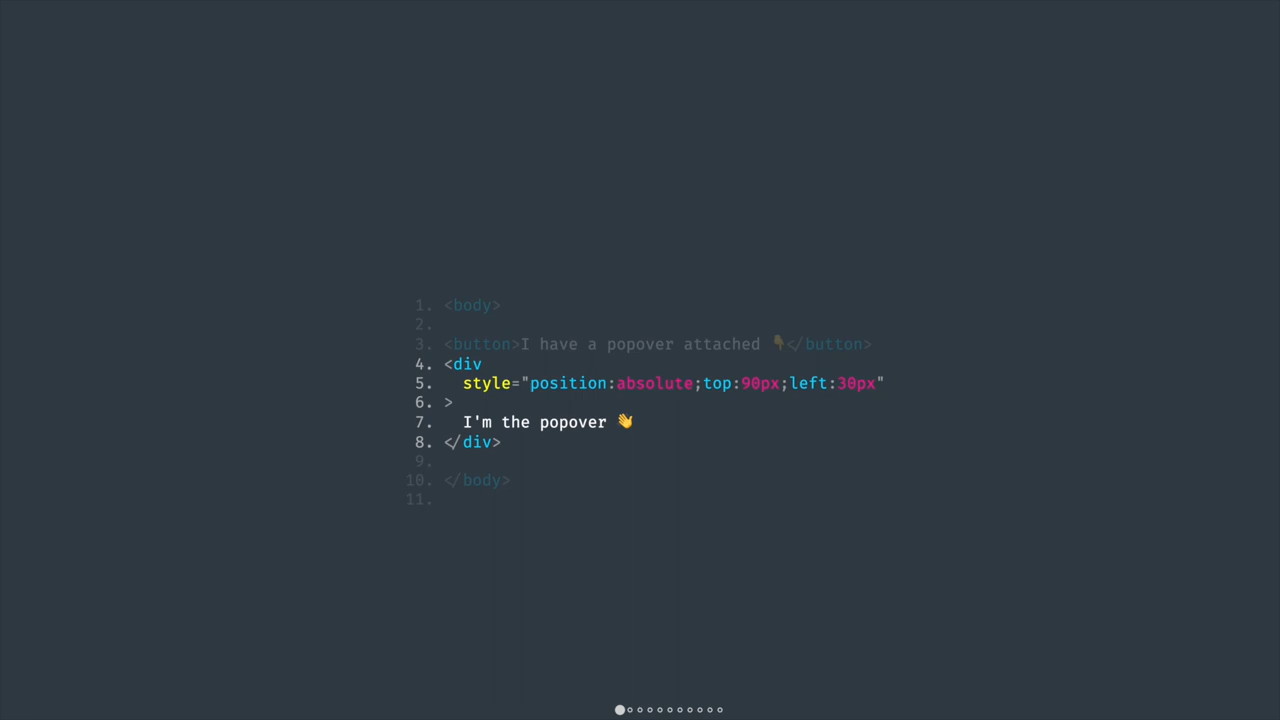 1. <body>
2.
3. <button>I have a popover attached 👇</button>
4. <div
5.   style="position:absolute;top:90px;left:30px"
6. >
7.   I'm the popover 👋
8. </div>
9.
10. </body>
11.